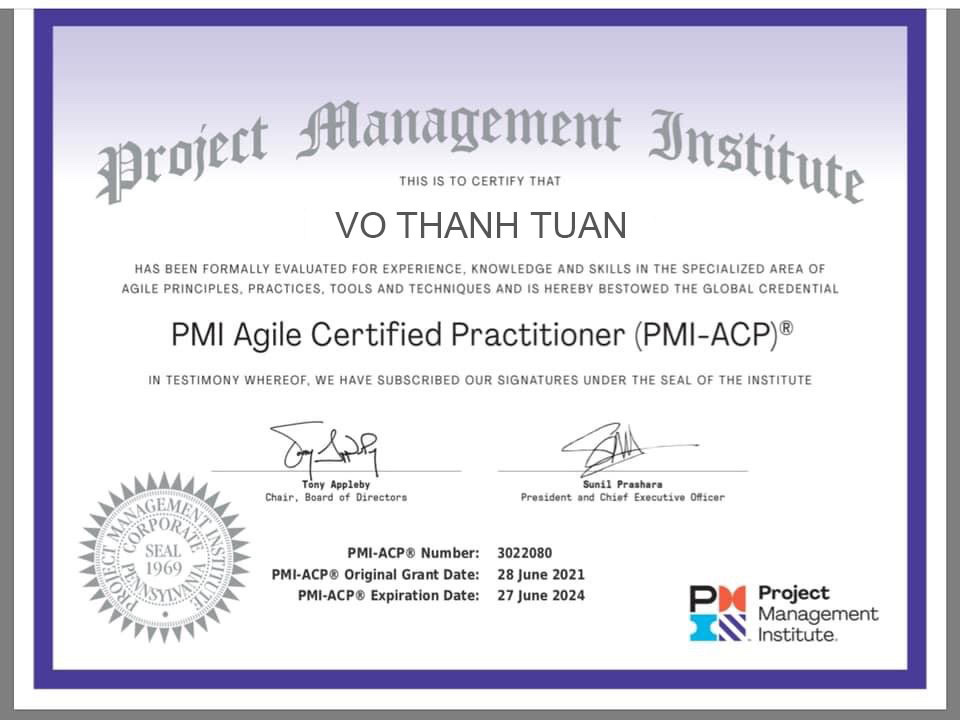 Project Management Institute
THIS IS TO CERTIFY THAT
VO THANH TUAN
HAS BEEN FORMALLY EVALUATED FOR EXPERIENCE, KNOWLEDGE AND SKILLS IN THE SPECIALIZED AREA OF
AGILE PRINCIPLES, PRACTICES, TOOLS AND TECHNIQUES AND IS HEREBY BESTOWED THE GLOBAL CREDENTIAL
PMI Agile Certified Practitioner (PMI-ACP)®
IN TESTIMONY WHEREOF, WE HAVE SUBSCRIBED OUR SIGNATURES UNDER THE SEAL OF THE INSTITUTE
Tony Appleby
Chair, Board of Directors
Sunil Prashara
President and Chief Executive Officer
PROJECT MANAGEMENT INSTITUTE
CORPORATE
SEAL
1969
PENNSYLVANIA
PMI-ACP® Number: 3022080
PMI-ACP® Original Grant Date: 28 June 2021
PMI-ACP® Expiration Date: 27 June 2024
Project
Management
Institute.